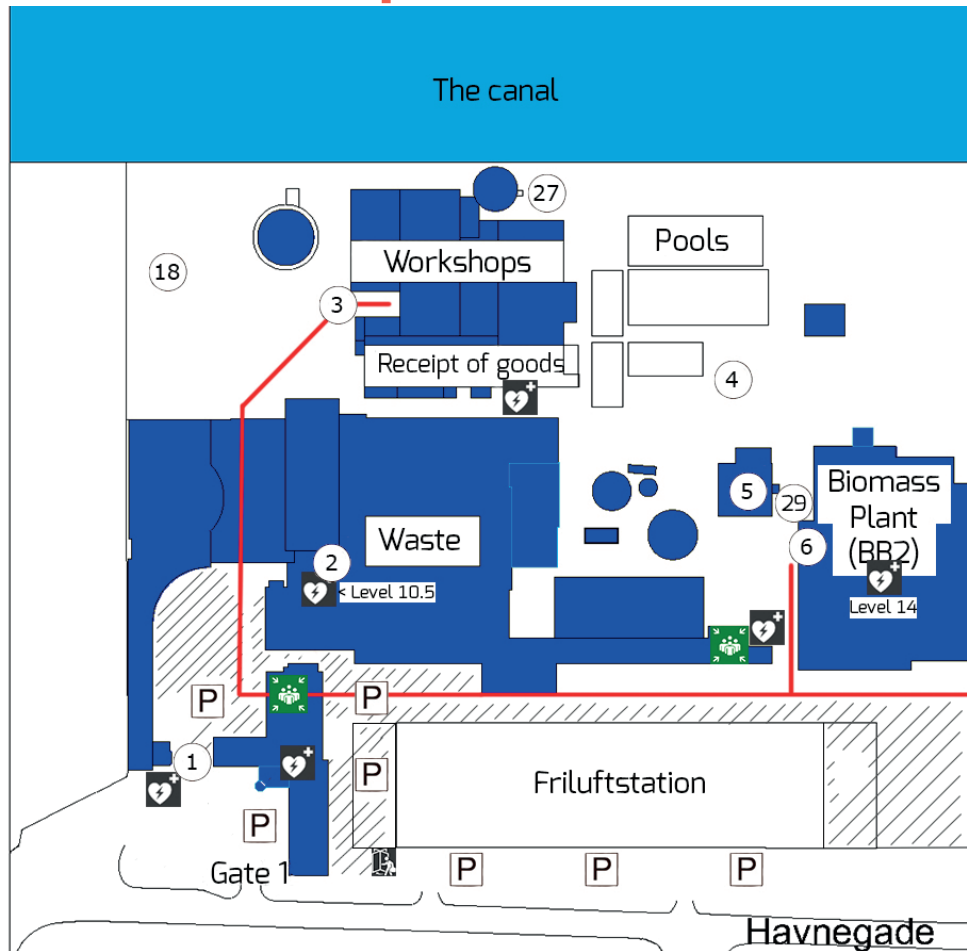 The canal
27
Pools
18
Workshops
3
Receipt of goods
4
5
29
Biomass
Plant
(BB2)
6
Waste
2
< Level 10.5
Level 14
P
P
1
P
Friluftstation
P
Gate 1
P
P
P
Havnegade